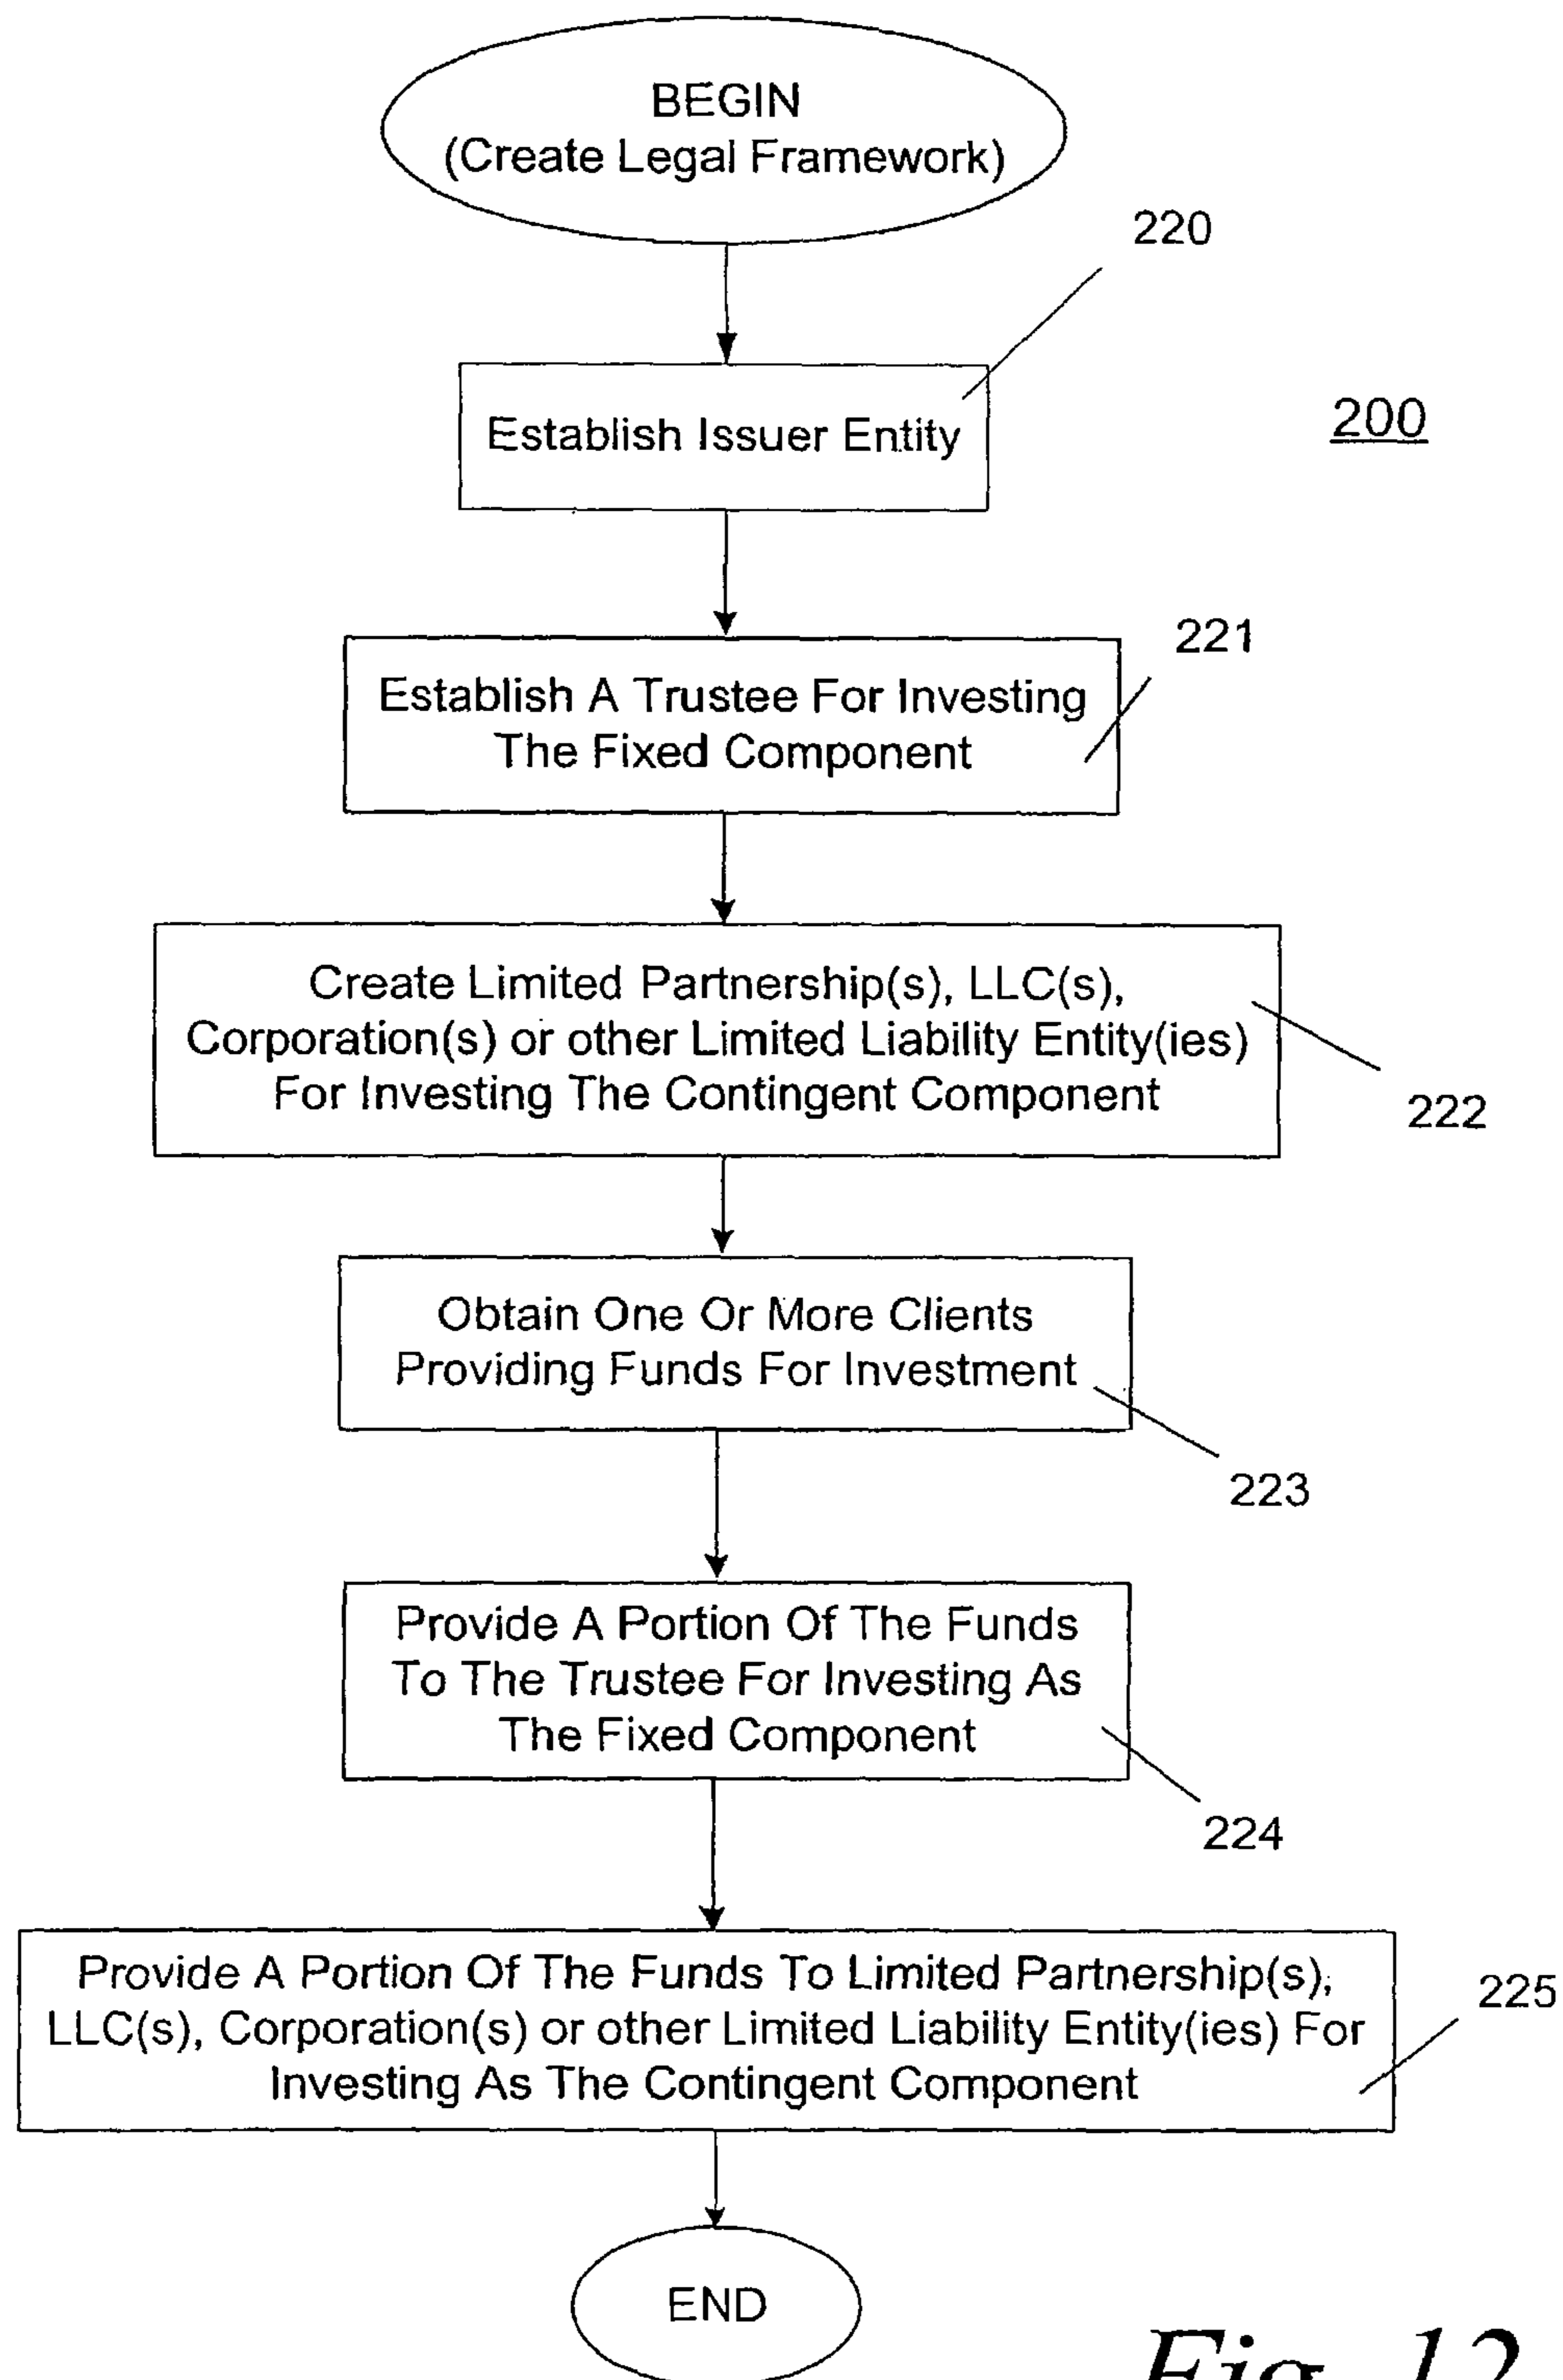 BEGIN
(Create Legal Framework)
220
Establish Issuer Entity
200
221
Establish A Trustee For Investing
The Fixed Component
Create Limited Partnership(s), LLC(s),
Corporation(s) or other Limited Liability Entity(ies)
For Investing The Contingent Component
222
Obtain One Or More Clients
Providing Funds For Investment
223
Provide A Portion Of The Funds
To The Trustee For Investing As
The Fixed Component
224
Provide A Portion Of The Funds To Limited Partnership(s),
LLC(s), Corporation(s) or other Limited Liability Entity(ies) For
Investing As The Contingent Component
225
END
Fig. 12